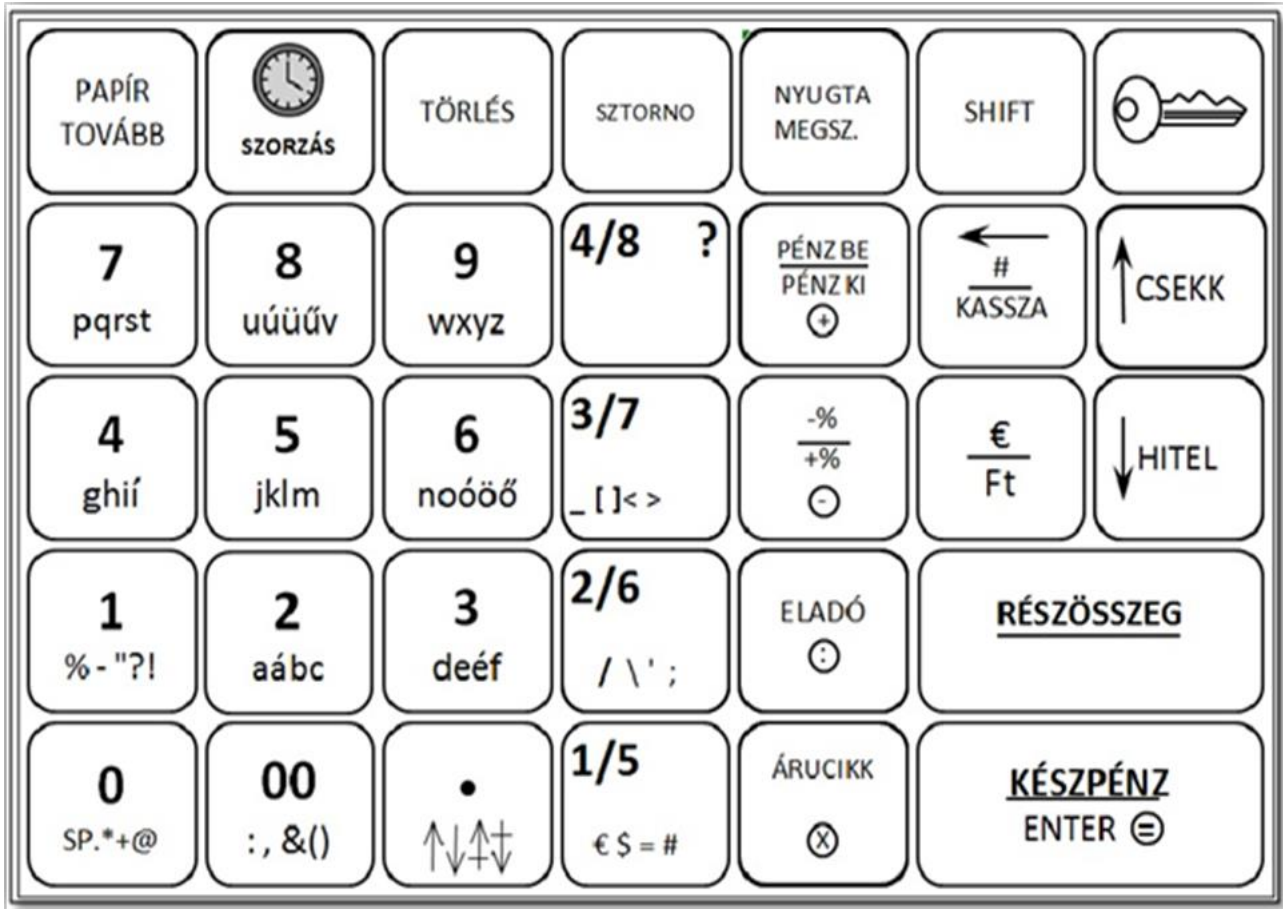 PAPÍR
TOVÁBB
SZORZÁS
TÖRLÉS
SZTORNO
NYUGTA
MEGSZ.
SHIFT
7
pqrst
8
uúüűv
9
wxyz
4/8 ?
PÉNZ BE
PÉNZ KI
+
←
#
KASSZA
↑ CSEKK
4
ghií
5
jklm
6
noóöő
3/7
_ [ ]< >
-%
+%
-
€
Ft
↓ HITEL
1
% - "?!
2
aábc
3
deéf
2/6
/ \ ' ;
ELADÓ
:
RÉSZÖSSZEG
0
SP.*+@
00
: , &()
.
↑↓⇞⇟
1/5
€ $ = #
ÁRUCIKK
X
KÉSZPÉNZ
ENTER =